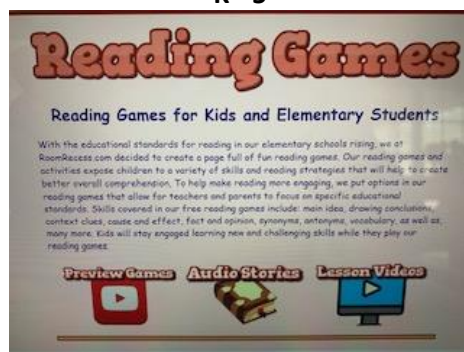 Reading Games
Reading Games for Kids and Elementary Students
With the educational standards for reading in our elementary schools rising, we at
RoomRecess.com decided to create a page full of fun reading games. Our reading games and
activities expose children to a variety of skills and reading strategies that will help to create
better overall comprehension. To help make reading more engaging, we put options in our
reading games that allow for teachers and parents to focus on specific educational
standards. Skills covered in our free reading games include: main idea, drawing conclusions,
context clues, cause and effect, fact and opinion, synonyms, antonyms, vocabulary, as well as,
many more. Kids will stay engaged learning new and challenging skills while they play our
reading games.
Preview Games Audio Stories Lesson Videos